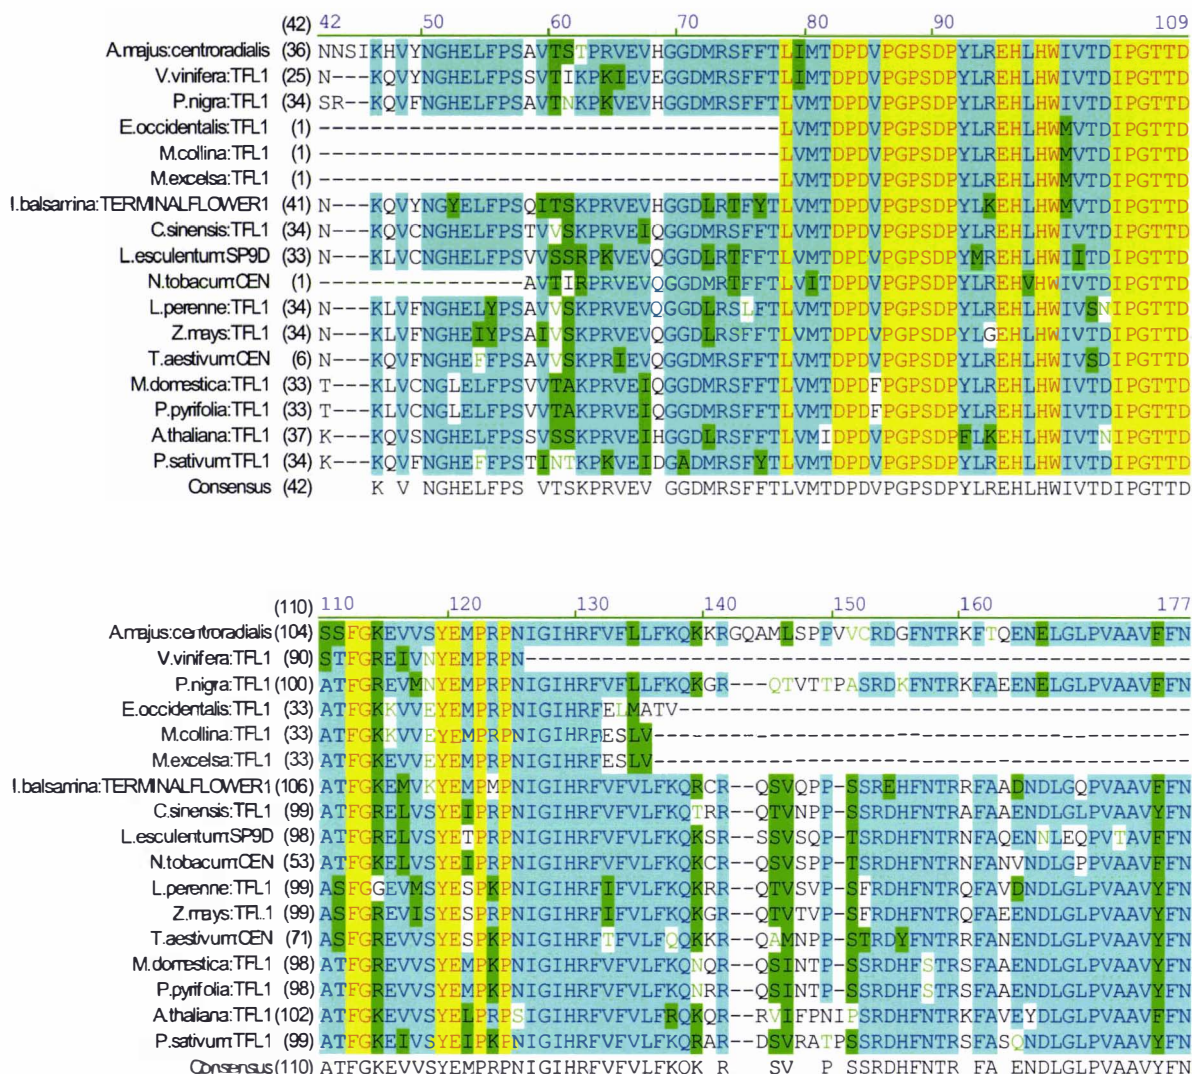 (42) 42 50 60 70 80 90 109
A.majus:centroradialis (36) NNSIKHVYNGHELFPSAVTSTPRVEVHGGDMRSFFTLIMTDPDVPGPSDPYLREHLHWIVTDIPGTTD
V.vinifera:TFL1 (25) N---KQVYNGHELFPSSVTIKPKIEVEGGDMRSFFTLIMTDPDVPGPSDPYLREHLHWIVTDIPGTTD
P.nigra:TFL1 (34) SR--KQVFNGHELFPSAVTNKPKVEVHGGDMRSFFTLVMTDPDVPGPSDPYLREHLHWIVTDIPGTTD
E.occidentalis:TFL1 (1) ------------------------------------LVMTDPDVPGPSDPYLREHLHWMVTDIPGTTD
M.collina:TFL1 (1) ------------------------------------LVMTDPDVPGPSDPYLREHLHWMVTDIPGTTD
M.excelsa:TFL1 (1) ------------------------------------LVMTDPDVPGPSDPYLREHLHWMVTDIPGTTD
I.balsamina:TERMINALFLOWER1 (41) N---KQVYNGYELFPSQITSKPRVEVHGGDLRTFYTLVMTDPDVPGPSDPYLKEHLHWMVTDIPGTTD
C.sinensis:TFL1 (34) N---KQVCNGHELFPSTVVSKPRVEIQGGDMRSFFTLVMTDPDVPGPSDPYLREHLHWIVTDIPGTTD
L.esculentum:SP9D (33) N---KLVCNGHELFPSVVSSRPKVEVQGGDLRTFFTLVMTDPDVPGPSDPYMREHLHWIITDIPGTTD
N.tobacum:CEN (1) ----------------AVTIRPRVEVQGGDMRTFFTLVITDPDVPGPSDPYLREHVHWIVTDIPGTTD
L.perenne:TFL1 (34) N---KLVFNGHELYPSAVVSKPRVEVQGGDLRSLFTLVMTDPDVPGPSDPYLREHLHWIVSNIPGTTD
Z.mays:TFL1 (34) N---KLVFNGHEIYPSAIVSKPRVEVQGGDLRSFFTLVMTDPDVPGPSDPYLGEHLHWIVTDIPGTTD
T.aestivum:CEN (6) N---KQVFNGHEFFPSAVVSKPRIEVQGGDMRSFFTLVMTDPDVPGPSDPYLREHLHWIVSDIPGTTD
M.domestica:TFL1 (33) T---KLVCNGLELFPSVVTAKPRVEIQGGDMRSFFTLVMTDPDFPGPSDPYLREHLHWIVTDIPGTTD
P.pyrifolia:TFL1 (33) T---KLVCNGLELFPSVVTAKPRVEIQGGDMRSFFTLVMTDPDFPGPSDPYLREHLHWIVTDIPGTTD
A.thaliana:TFL1 (37) K---KQVSNGHELFPSSVSSKPRVEIHGGDLRSFFTLVMIDPDVPGPSDPFLKEHLHWIVTNIPGTTD
P.sativum:TFL1 (34) K---KQVFNGHEFFPSTINTKPKVEIDGADMRSFYTLVMTDPDVPGPSDPYLREHLHWIVTDIPGTTD
Consensus (42) K V NGHELFPS VTSKPRVEV GGDMRSFFTLVMTDPDVPGPSDPYLREHLHWIVTDIPGTTD
(110) 110 120 130 140 150 160 177
A.majus:centroradialis (104) SSFGKEVVSYEMPRPNIGIHRFVFLLFKQKKRGQAMLSPPVVCRDGFNTRKFTQENELGLPVAAVFFN
V.vinifera:TFL1 (90) STFGREIVNYEMPRPN----------------------------------------------------
P.nigra:TFL1 (100) ATFGREVMNYEMPRPNIGIHRFVFLLFKQKGR---QTVTTPASRDKFNTRKFAEENELGLPVAAVFFN
E.occidentalis:TFL1 (33) ATFGKKVVEYEMPRPNIGIHRFELMATV----------------------------------------
M.collina:TFL1 (33) ATFGKKVVEYEMPRPNIGIHRFESLV------------------------------------------
M.excelsa:TFL1 (33) ATFGKEVVEYEMPRPNIGIHRFESLV------------------------------------------
I.balsamina:TERMINALFLOWER1 (106) ATFGKEMVKYEMPMPNIGIHRFVFVLFKQRCR--QSVQPP-SSREHFNTRRFAADNDLGQPVAAVFFN
C.sinensis:TFL1 (99) ATFGRELVSYEIPRPNIGIHRFVFVLFKQTRR--QTVNPP-SSRDHFNTRAFAAENDLGLPVAAVFFN
L.esculentum:SP9D (98) ATFGRELVSYETPRPNIGIHRFVFVLFKQKSR--SSVSQP-TSRDHFNTRNFAQENNLEQPVTAVFFN
N.tobacum:CEN (53) ATFGKELVSYEIPRPNIGIHRFVFVLFKQKCR--QSVSPP-TSRDHFNTRNFANVNDLGPPVAAVFFN
L.perenne:TFL1 (99) ASFGGEVMSYESPKPNIGIHRFIFVLFKQKRR--QTVSVP-SFRDHFNTRQFAVDNDLGLPVAAVFFN
Z.mays:TFL1 (99) ASFGREVISYESPRPNIGIHRFIFVLFKQKGR--QTVTVP-SFRDHFNTRQFAEENDLGLPVAAVFFN
T.aestivum:CEN (71) ASFGREVVSYESPKPNIGIHRFTFVLFQQKKR--QAMNPP-STRDYFNTRRFANENDLGLPVAAVFFN
M.domestica:TFL1 (98) ATFGREVVSYEMPKPNIGIHRFVFVLFKQNQR--QSINTP-SSRDHFSTRSFAAENDLGLPVAAVYFN
P.pyrifolia:TFL1 (98) ATFGREVVSYEMPKPNIGIHRFVFVLFKQNRR--QSINTP-SSRDHFSTRSFAAENDLGLPVAAVYFN
A.thaliana:TFL1 (102) ATFGKEVVSYELPRPSIGIHRFVFVLFRQKQR--RVIFPNIPSRDHFNTRKFAVEYDLGLPVAAVFFN
P.sativum:TFL1 (99) ATFGKEIVSYEIPKPNIGIHRFVFVLFKQKAR--DSVRATPSSRDHFNTRSFASQNDLGLPVAAVYFN
Consensus (110) ATFGKEVVSYEMPRPNIGIHRFVFVLFKQK R SV P SSRDHFNTR FA ENDLGLPVAAVYFN